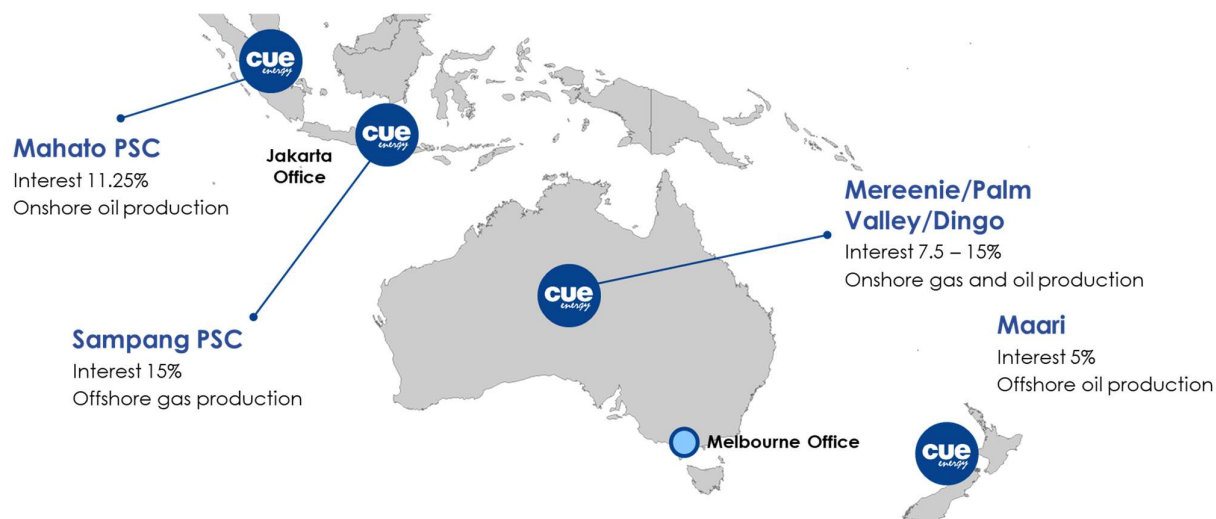 cue
energy
Mahato PSC
Interest 11.25%
Onshore oil production
cue
energy
Jakarta
Office
Sampang PSC
Interest 15%
Offshore gas production
Mereenie/Palm
Valley/Dingo
Interest 7.5 – 15%
Onshore gas and oil production
cue
energy
Maari
Interest 5%
Offshore oil production
Melbourne Office
cue
energy